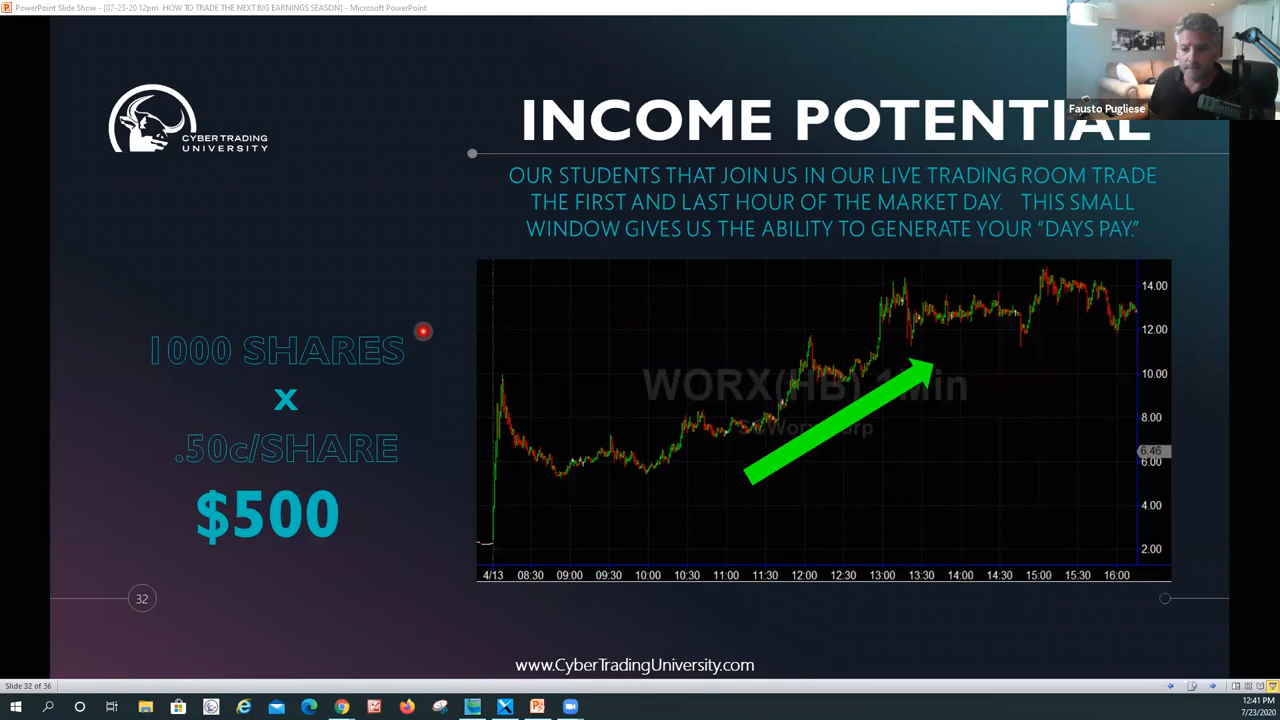 PowerPoint Slide Show - [07-23-20 12pm HOW TO TRADE THE NEXT BIG EARNINGS SEASON] - Microsoft PowerPoint
Fausto Pugliese
CYBERTRADING
UNIVERSITY
INCOME POTENTIAL
OUR STUDENTS THAT JOIN US IN OUR LIVE TRADING ROOM TRADE
THE FIRST AND LAST HOUR OF THE MARKET DAY. THIS SMALL
WINDOW GIVES US THE ABILITY TO GENERATE YOUR “DAYS PAY.”
1000 SHARES
x
.50c/SHARE
$500
WORX(HB) 1Min
SCWorx Corp
14.00
12.00
10.00
8.00
6.46
6.00
4.00
2.00
4/13 08:30 09:00 09:30 10:00 10:30 11:00 11:30 12:00 12:30 13:00 13:30 14:00 14:30 15:00 15:30 16:00
32
www.CyberTradingUniversity.com
Slide 32 of 36
12:41 PM
7/23/2020